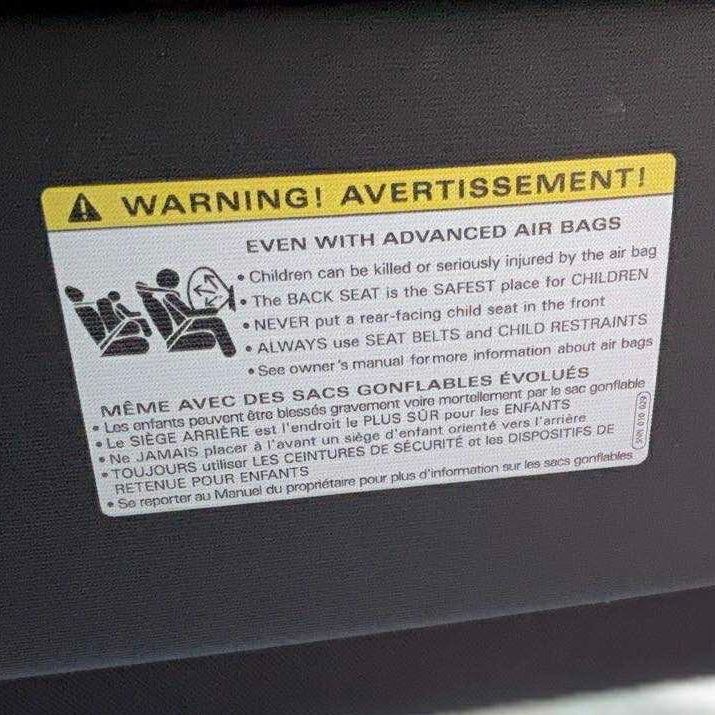 WARNING! AVERTISSEMENT!
EVEN WITH ADVANCED AIR BAGS
• Children can be killed or seriously injured by the air bag
• The BACK SEAT is the SAFEST place for CHILDREN
• NEVER put a rear-facing child seat in the front
• ALWAYS use SEAT BELTS and CHILD RESTRAINTS
• See owner's manual for more information about air bags
MÊME AVEC DES SACS GONFLABLES ÉVOLUÉS
• Les enfants peuvent être blessés gravement voire mortellement par le sac gonflable
• Le SIÈGE ARRIÈRE est l'endroit le PLUS SÛR pour les ENFANTS
• Ne JAMAIS placer à l'avant un siège d'enfant orienté vers l'arrière
• TOUJOURS utiliser LES CEINTURES DE SÉCURITÉ et les DISPOSITIFS DE
RETENUE POUR ENFANTS
• Se reporter au Manuel du propriétaire pour plus d'information sur les sacs gonflables